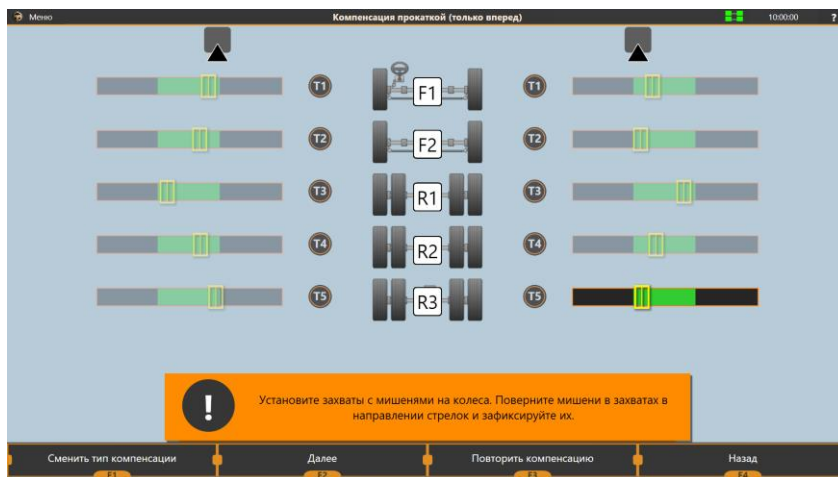 Меню Компенсация прокаткой (только вперед) 10:00:00 ?
T1 F1 T1
T2 F2 T2
T3 R1 T3
T4 R2 T4
T5 R3 T5
! Установите захваты с мишенями на колеса. Поверните мишени в захватах в
направлении стрелок и зафиксируйте их.
Сменить тип компенсации Далее Повторить компенсацию Назад
F1 F2 F3 F4